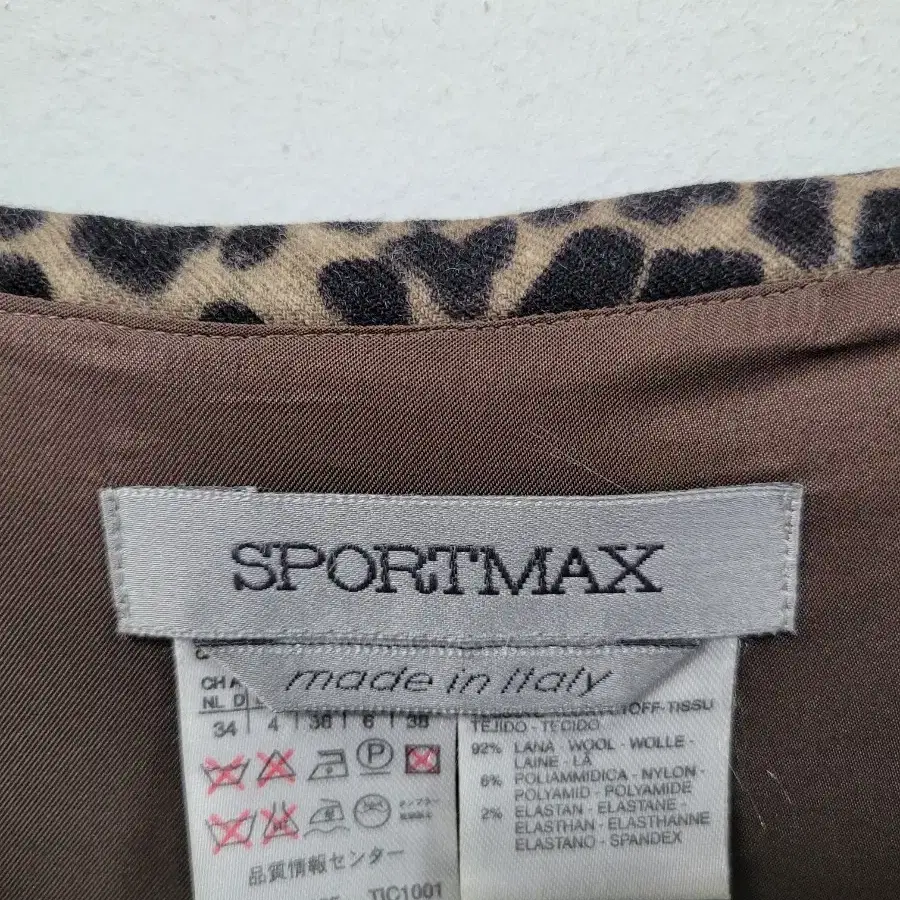 SPORTMAX
made in Italy
NL D
34 4 36 6 38
P
品質情報センター
TIC1001
TEJIDO - TECIDO
92% LANA - WOOL - WOLLE -
LAINE - LÃ
6% POLIAMMIDICA - NYLON -
POLYAMID - POLYAMIDE
2% ELASTAN - ELASTANE -
ELASTHAN - ELASTHANNE
ELASTANO - SPANDEX